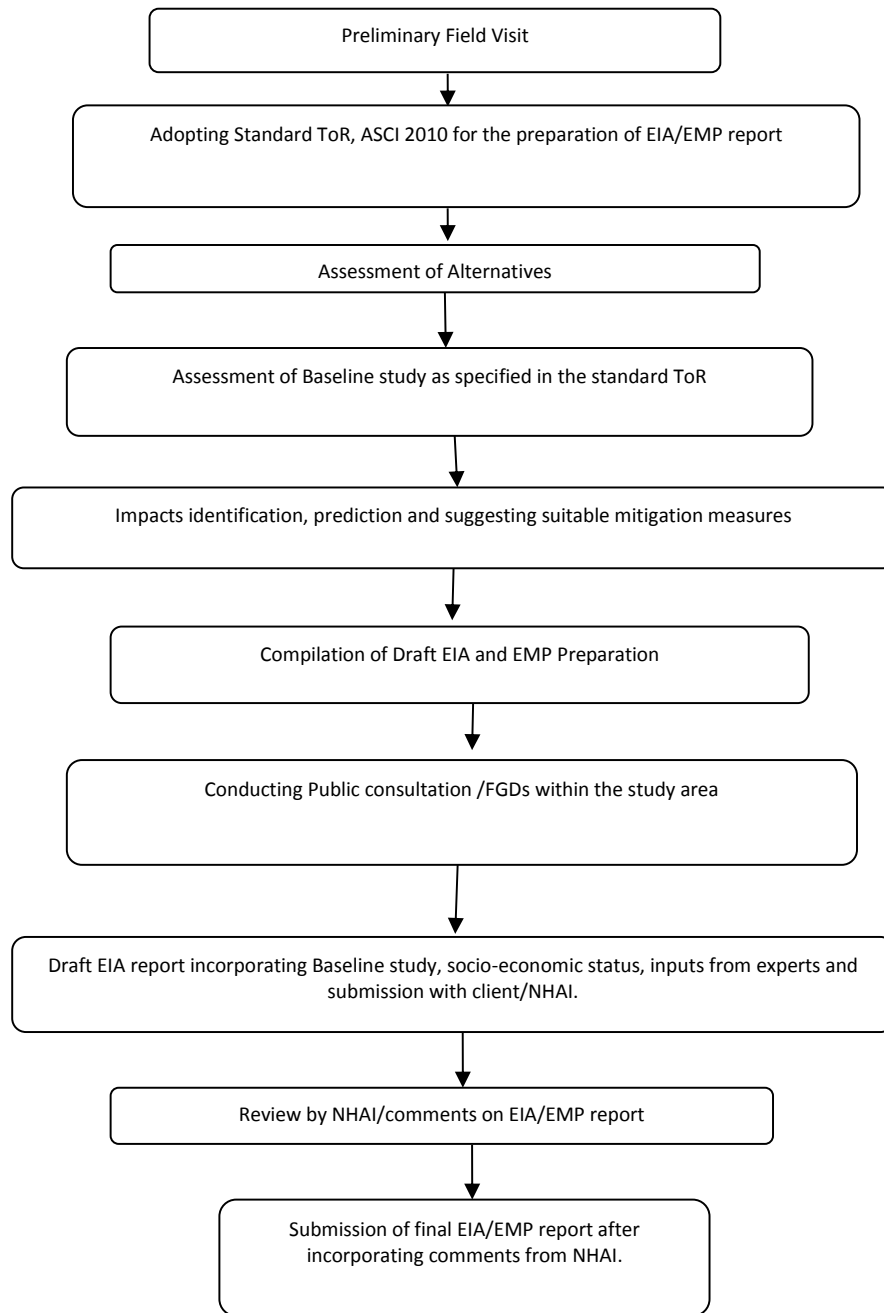 Preliminary Field Visit
Adopting Standard ToR, ASCI 2010 for the preparation of EIA/EMP report
Assessment of Alternatives
Assessment of Baseline study as specified in the standard ToR
Impacts identification, prediction and suggesting suitable mitigation measures
Compilation of Draft EIA and EMP Preparation
Conducting Public consultation /FGDs within the study area
Draft EIA report incorporating Baseline study, socio-economic status, inputs from experts and
submission with client/NHAI.
Review by NHAI/comments on EIA/EMP report
Submission of final EIA/EMP report after
incorporating comments from NHAI.